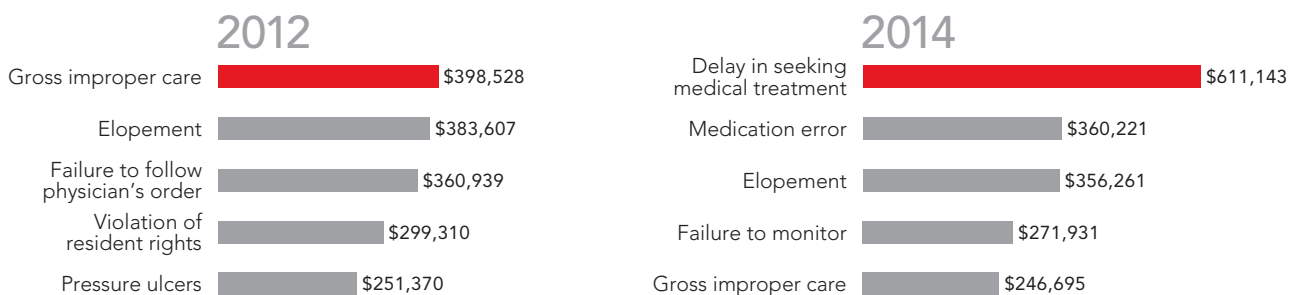 2012
Gross improper care $398,528
Elopement $383,607
Failure to follow
physician's order $360,939
Violation of
resident rights $299,310
Pressure ulcers $251,370
2014
Delay in seeking
medical treatment $611,143
Medication error $360,221
Elopement $356,261
Failure to monitor $271,931
Gross improper care $246,695